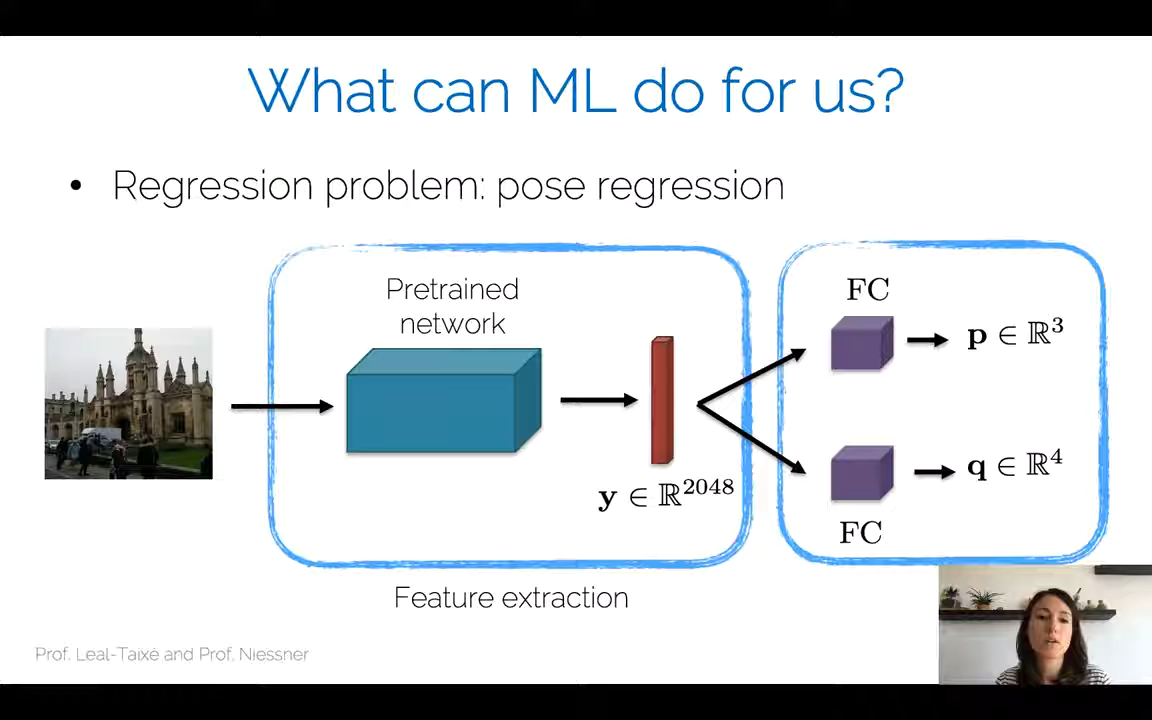 What can ML do for us?
• Regression problem: pose regression
Pretrained
network
FC
p ∈ ℝ³
y ∈ ℝ²⁰⁴⁸
q ∈ ℝ⁴
FC
Feature extraction
Prof. Leal-Taixé and Prof. Niessner